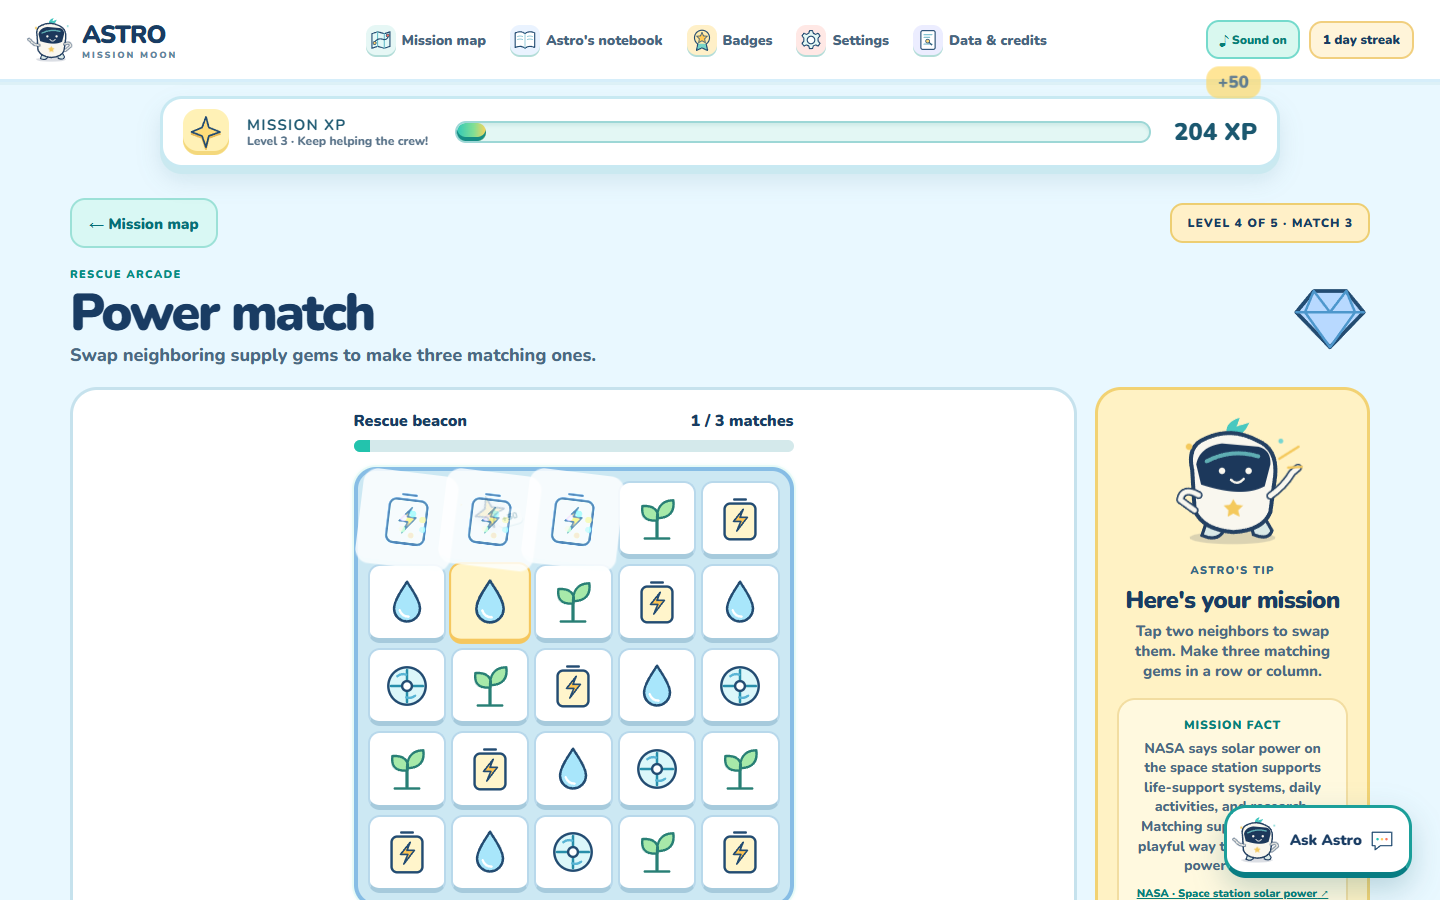 ASTRO
MISSION MOON
Mission map
Astro's notebook
Badges
Settings
Data & credits
Sound on
1 day streak
+50
MISSION XP
Level 3 · Keep helping the crew!
204 XP
← Mission map
LEVEL 4 OF 5 · MATCH 3
RESCUE ARCADE
Power match
Swap neighboring supply gems to make three matching ones.
Rescue beacon
1 / 3 matches
ASTRO'S TIP
Here's your mission
Tap two neighbors to swap
them. Make three matching
gems in a row or column.
MISSION FACT
NASA says solar power on
the space station supports
life-support systems, daily
activities, and research.
Matching
playful way
power
NASA · Space station solar power ↗
Ask Astro